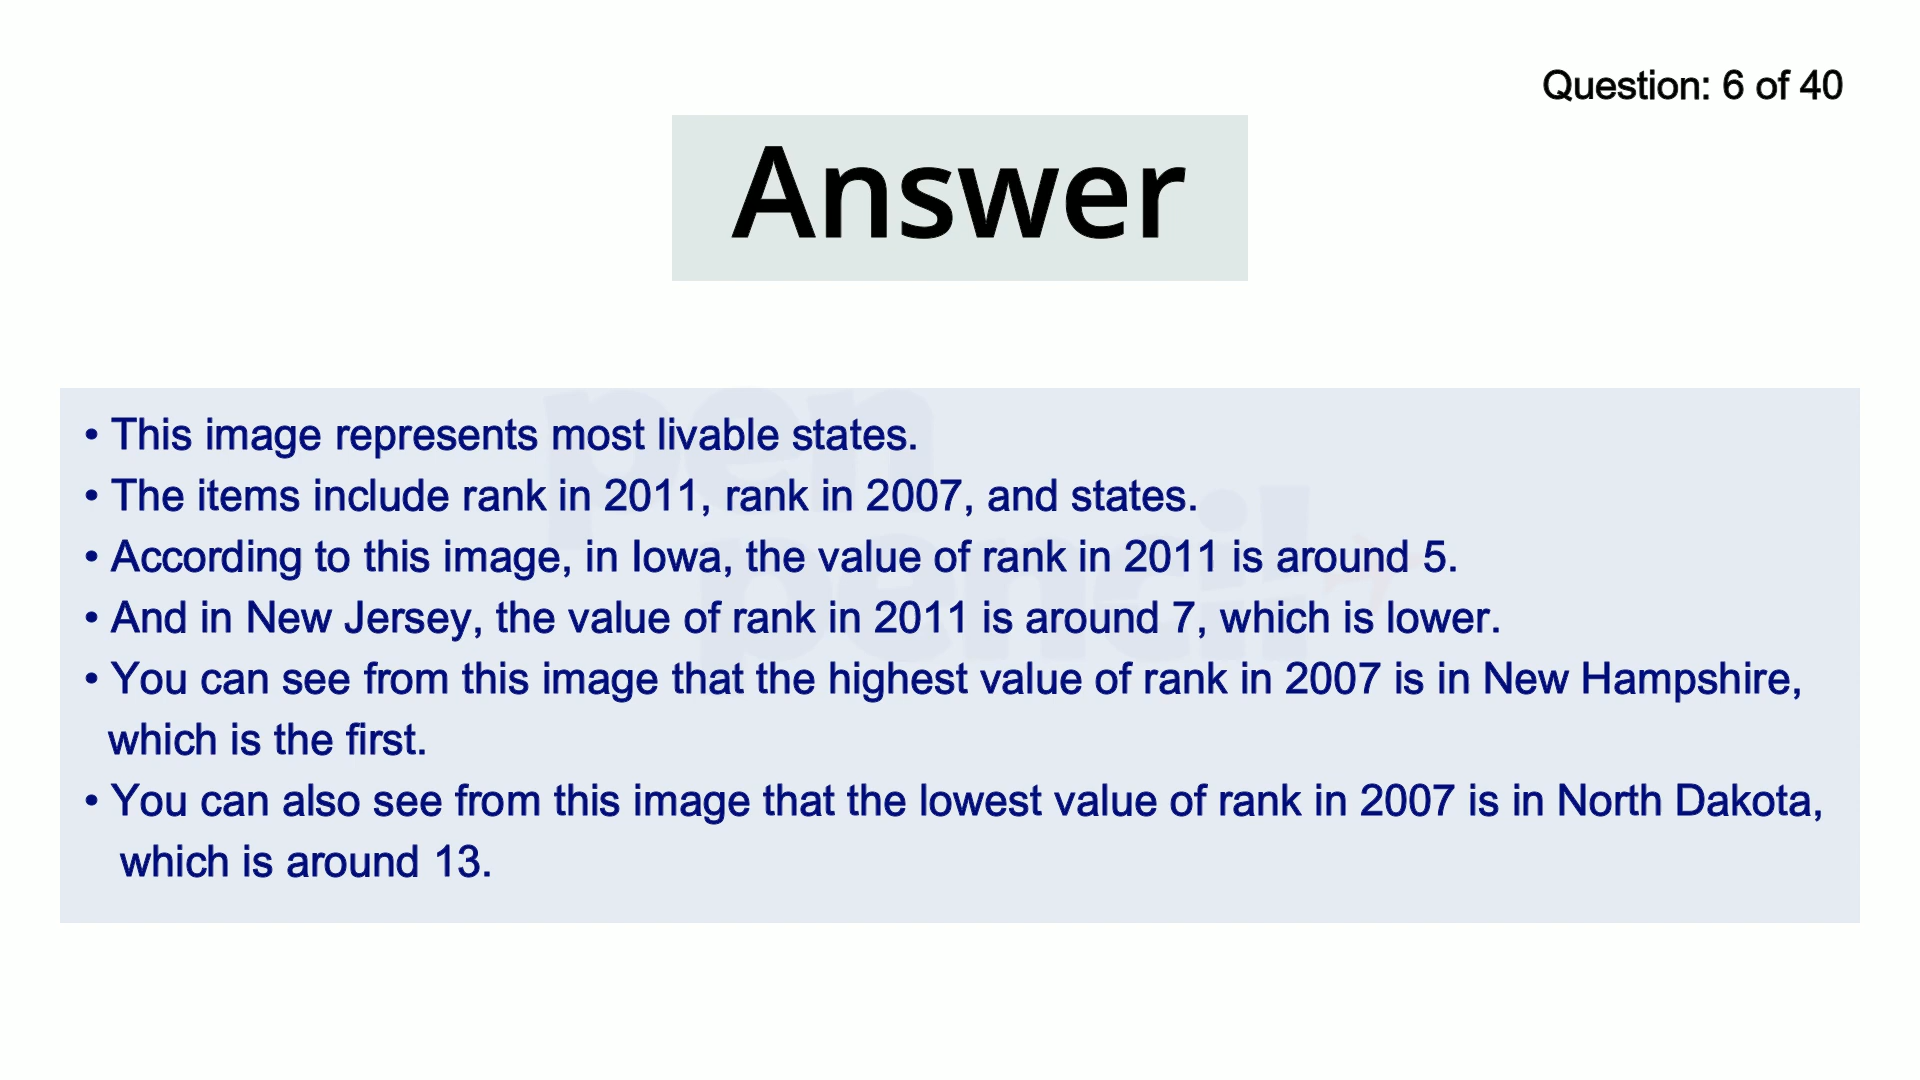 Question: 6 of 40
Answer
• This image represents most livable states.
• The items include rank in 2011, rank in 2007, and states.
• According to this image, in Iowa, the value of rank in 2011 is around 5.
• And in New Jersey, the value of rank in 2011 is around 7, which is lower.
• You can see from this image that the highest value of rank in 2007 is in New Hampshire,
which is the first.
• You can also see from this image that the lowest value of rank in 2007 is in North Dakota,
which is around 13.
pen
pencil